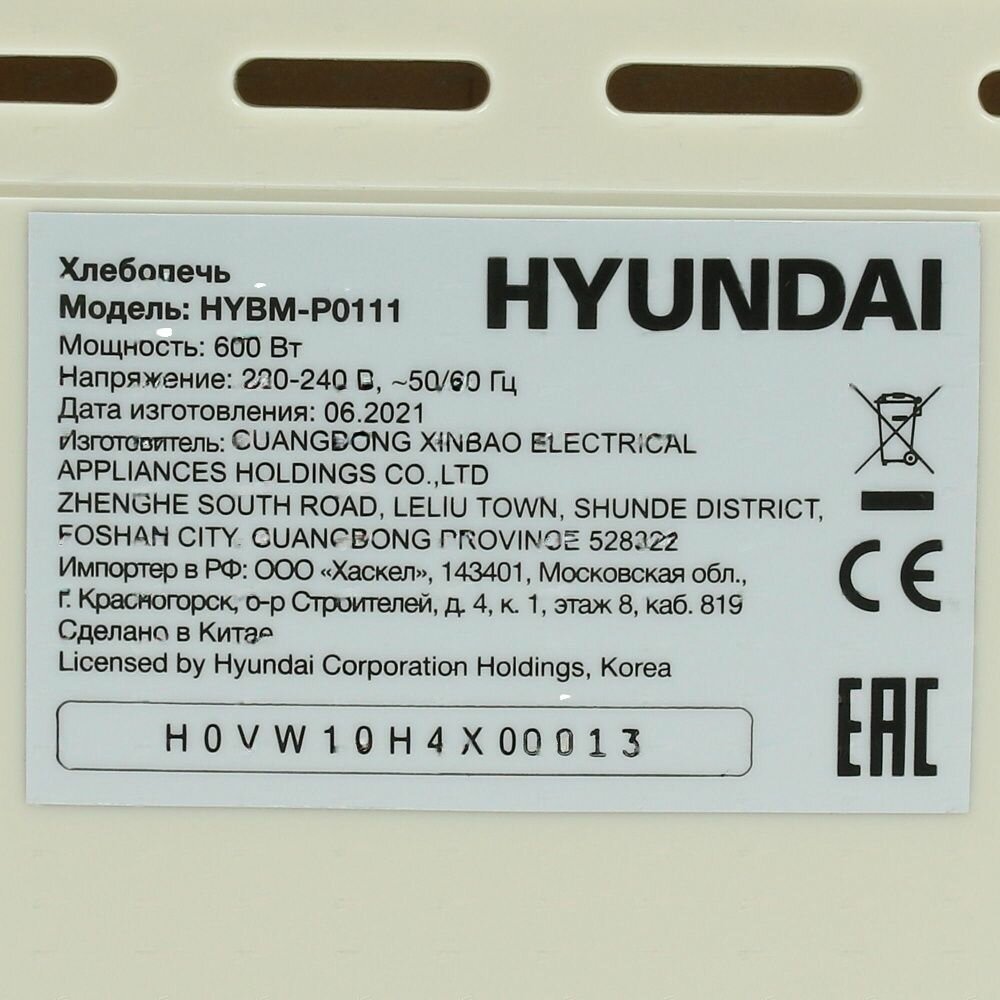 Хлебопечь
Модель: HYBM-P0111
HYUNDAI
Мощность: 600 Вт
Напряжение: 220-240 В, ~50/60 Гц
Дата изготовления: 06.2021
Изготовитель: GUANGDONG XINBAO ELECTRICAL
APPLIANCES HOLDINGS CO.,LTD
ZHENGHE SOUTH ROAD, LELIU TOWN, SHUNDE DISTRICT,
FOSHAN CITY, GUANGDONG PROVINCE 528322
Импортер в РФ: ООО «Хаскел», 143401, Московская обл.,
г. Красногорск, б-р Строителей, д. 4, к. 1, этаж 8, каб. 819
Сделано в Китае
Licensed by Hyundai Corporation Holdings, Korea
H0VW10H4X00013
CE
EAC